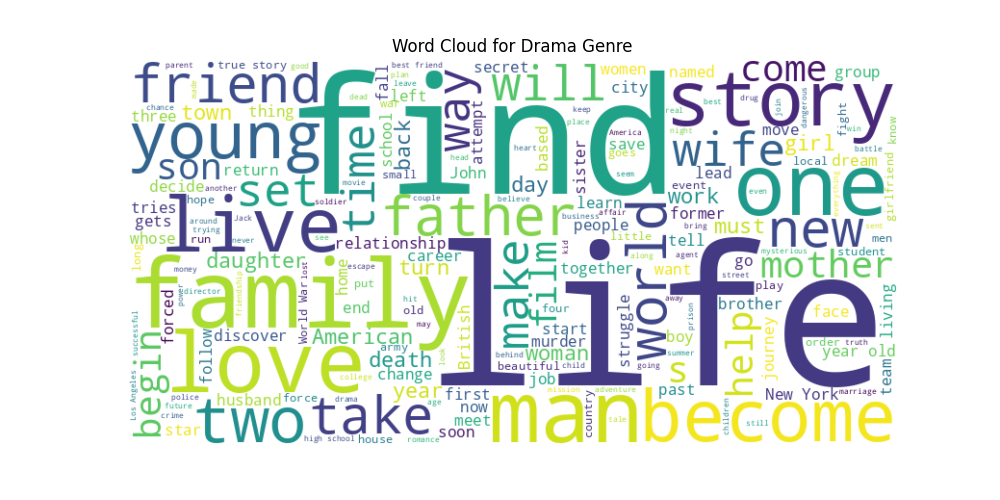 Word Cloud for Drama Genre
parent true story good fall best friend secret women named come group
friend find will story
made plan leave city
chance dead war left keep real drug best join dangerous fight win know
three town thing school back way attempt based place America night battle
young time John head heart goes save wife move girl
son return small sister seem lead local dream girlfriend
decide another movie day event one even everything
hope set couple believe learn work
tries soldier father business affair people former must new sent
gets around Jack live bring men
whose run trying never see relationship kid little tell mysterious student
long daughter career make film along agent go mother
money family home escape lost turn together world want street
forced power director friendship put hit four away play living
end old may start brother life
Los Angeles successful discover World War American army British behind murder struggle prison boy face
follow look woman summer order truth
love death beautiful child going help journey year old
begin change college job s past team
husband force drama year first mission adventure New York marriage
police age now man country children
future two take meet tale become
star crime soon still
high school house romance